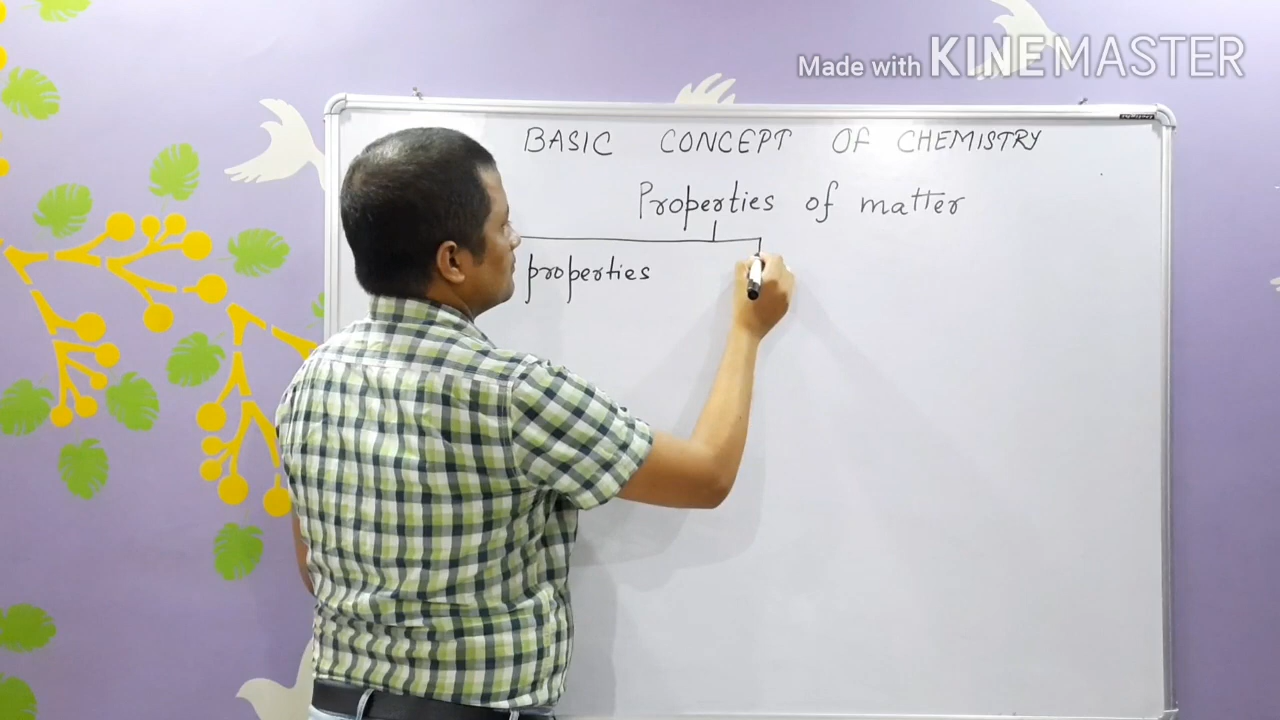 Made with KINEMASTER
BASIC CONCEPT OF CHEMISTRY
Properties of matter
properties